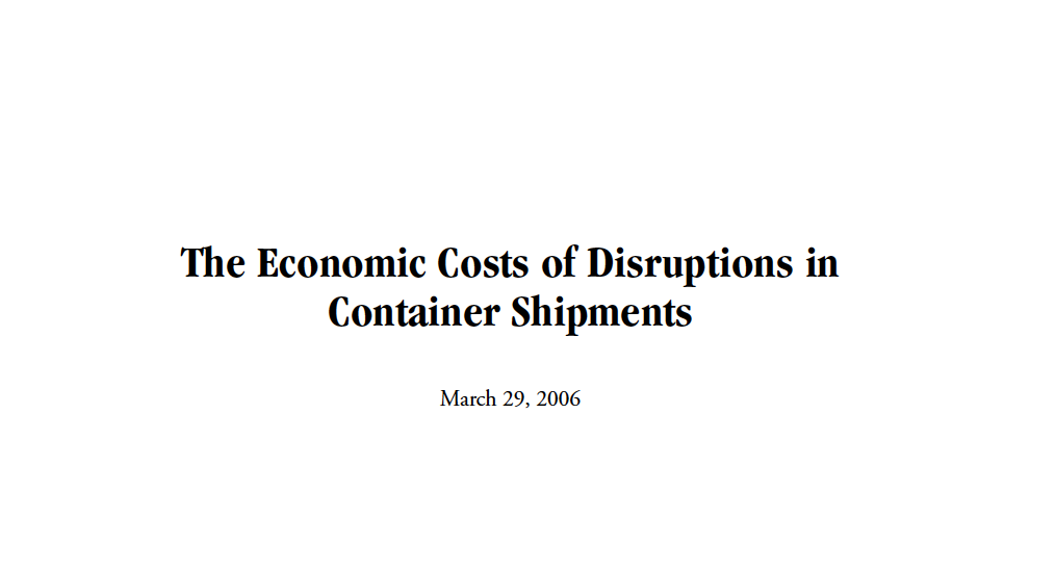 The Economic Costs of Disruptions in
Container Shipments
March 29, 2006